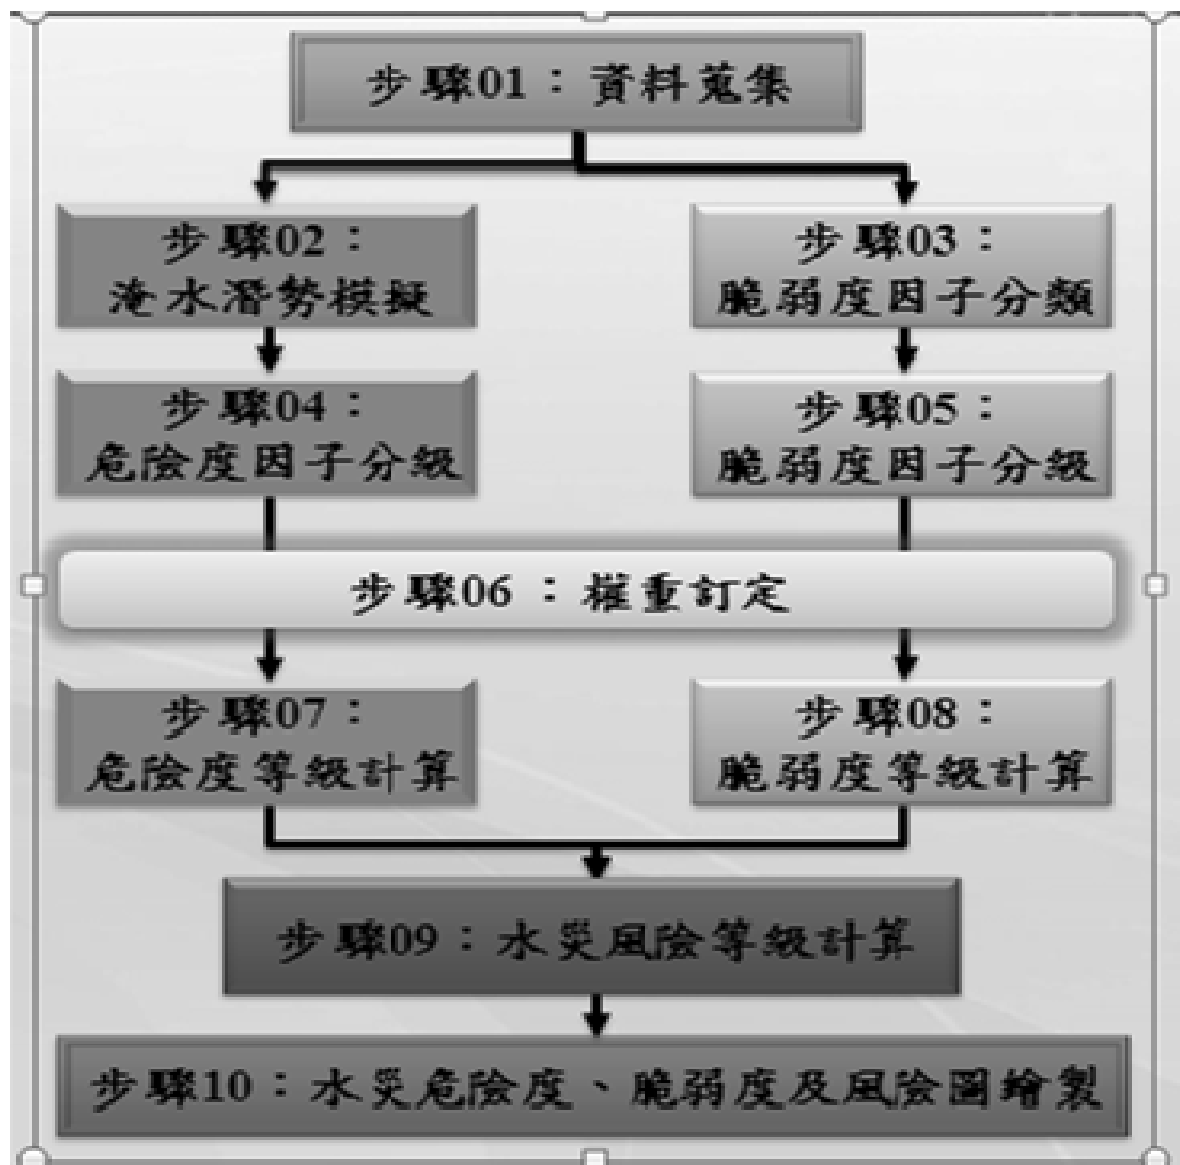 步驟01：資料蒐集
步驟02：
淹水潛勢模擬
步驟03：
脆弱度因子分類
步驟04：
危險度因子分級
步驟05：
脆弱度因子分級
步驟06：權重訂定
步驟07：
危險度等級計算
步驟08：
脆弱度等級計算
步驟09：水災風險等級計算
步驟10：水災危險度、脆弱度及風險圖繪製